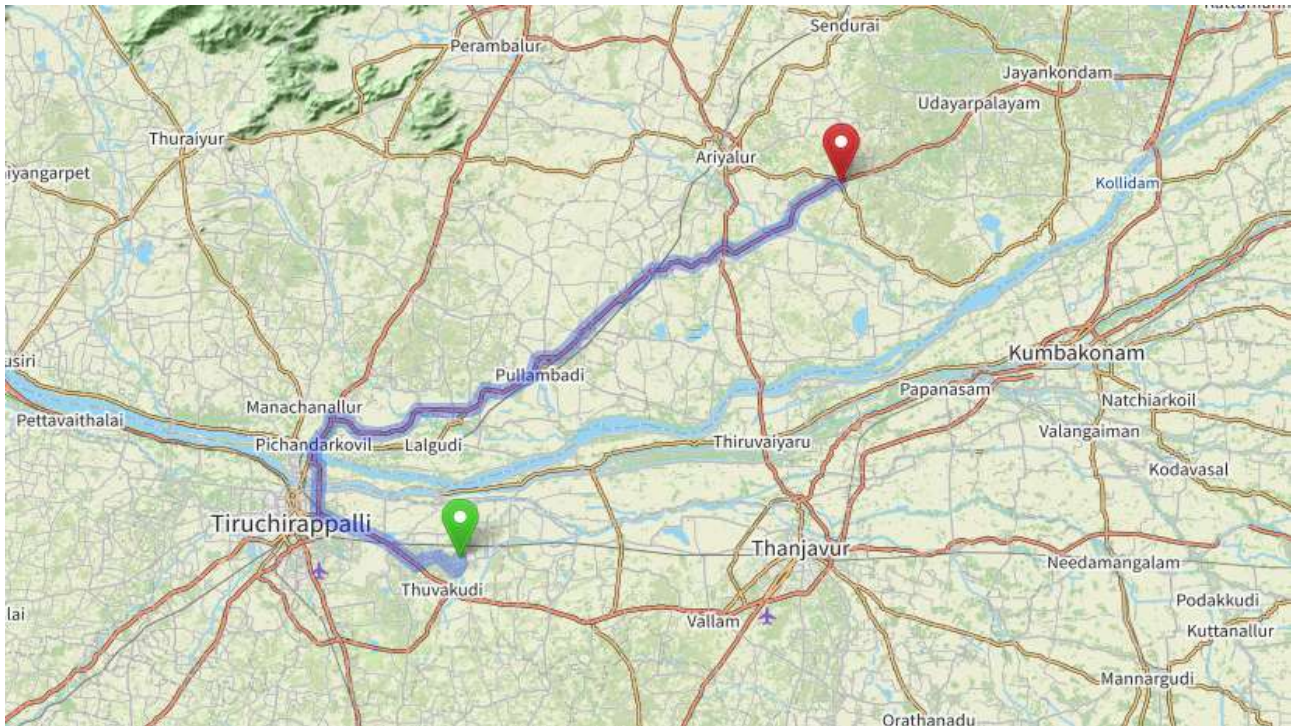 Sendurai
Perambalur
Jayankondam
Udayarpalayam
Thuraiyur
Ariyalur
iyangarpet
Kollidam
Kumbakonam
usiri
Pullambadi
Papanasam
Natchiarkoil
Manachanallur
Pettavaithalai
Valangaiman
Pichandarkovil
Lalgudi
Thiruvaiyaru
Kodavasal
Tiruchirappalli
Thanjavur
Needamangalam
Thuvakudi
Podakkudi
lai
Vallam
Kuttanallur
Mannargudi
Orathanadu